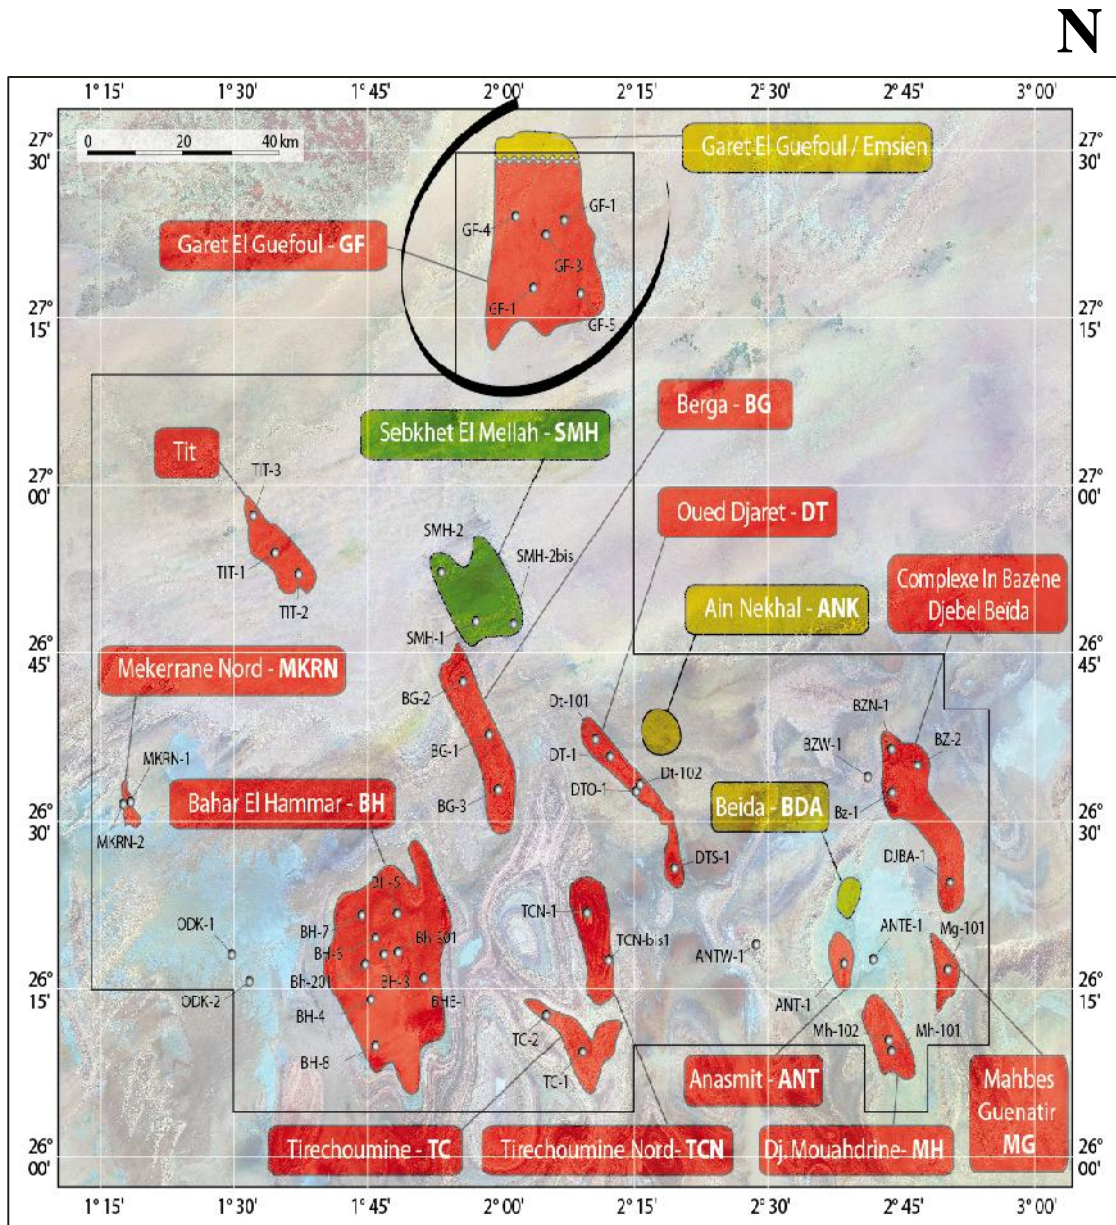 N
1° 15'
1° 30'
1° 45'
2° 00'
2° 15'
2° 30'
2° 45'
3° 00'
0 20 40 km
27°
30'
27°
30'
Garet El Guefoul / Emsien
Garet El Guefoul - GF
GF-4
GF-1
GF-3
GF-1
GF-5
27°
15'
27°
15'
Berga - BG
Sebkhet El Mellah - SMH
Tit
TIT-3
TIT-1
TIT-2
27°
00'
27°
00'
Oued Djaret - DT
SMH-2
SMH-2bis
SMH-1
Complexe In Bazene
Djebel Beïda
Ain Nekhal - ANK
26°
45'
26°
45'
Mekerrane Nord - MKRN
MKRN-1
MKRN-2
BG-2
BG-1
BG-3
Dt-101
DT-1
DTO-1
Dt-102
DTS-1
BZN-1
BZW-1
BZ-2
Bz-1
DJBA-1
Bahar El Hammar - BH
Beida - BDA
26°
30'
26°
30'
BH-7
BH-6
Bh-201
BH-3
BH-4
BH-8
ODK-1
ODK-2
TCN-1
TCN-bis1
ANTW-1
ANTE-1
ANT-1
Mg-101
26°
15'
26°
15'
TC-2
TC-1
Mh-102
Mh-101
Anasmit - ANT
Mahbes
Guenatir
MG
Tirechoumine - TC
Tirechoumine Nord- TCN
Dj. Mouahdrine- MH
26°
00'
26°
00'
1° 15'
1° 30'
1° 45'
2° 00'
2° 15'
2° 30'
2° 45'
3° 00'